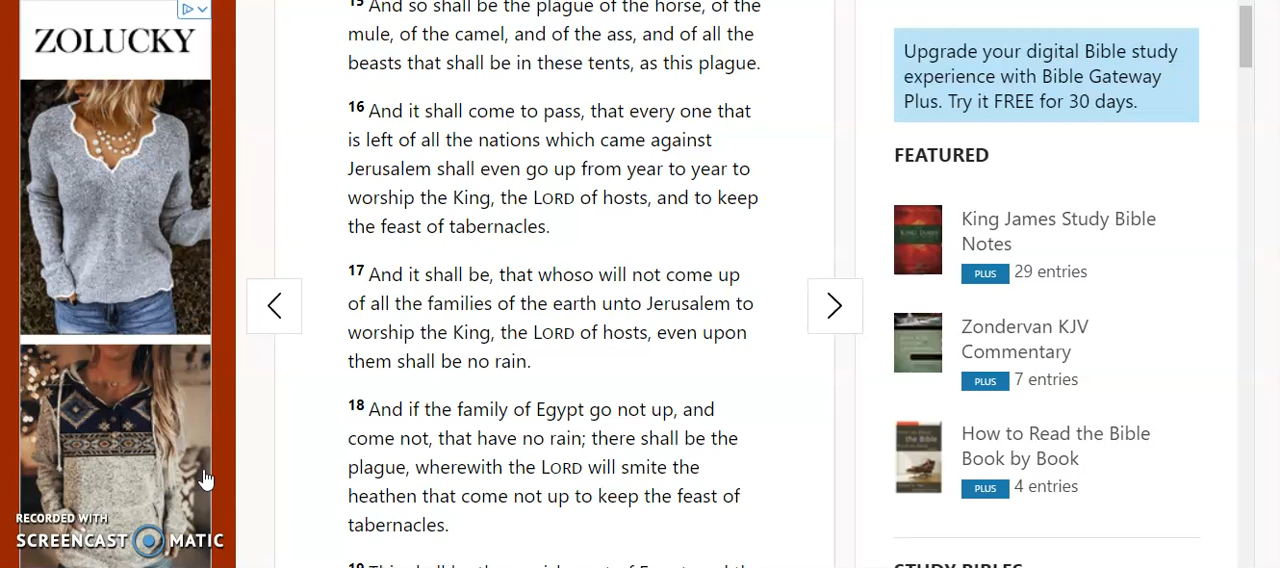 ZOLUCKY
15 And so shall be the plague of the horse, of the
mule, of the camel, and of the ass, and of all the
beasts that shall be in these tents, as this plague.
16 And it shall come to pass, that every one that
is left of all the nations which came against
Jerusalem shall even go up from year to year to
worship the King, the LORD of hosts, and to keep
the feast of tabernacles.
17 And it shall be, that whoso will not come up
of all the families of the earth unto Jerusalem to
worship the King, the LORD of hosts, even upon
them shall be no rain.
18 And if the family of Egypt go not up, and
come not, that have no rain; there shall be the
plague, wherewith the LORD will smite the
heathen that come not up to keep the feast of
tabernacles.
Upgrade your digital Bible study
experience with Bible Gateway
Plus. Try it FREE for 30 days.
FEATURED
King James Study Bible
Notes
PLUS 29 entries
Zondervan KJV
Commentary
PLUS 7 entries
How to Read the Bible
Book by Book
PLUS 4 entries
STUDY BIBLES
RECORDED WITH
SCREENCAST MATIC